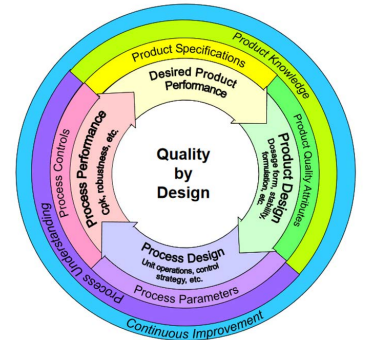 Product Knowledge
Product Specifications
Desired Product
Performance
Product Quality Attributes
Product Design
Dosage form, stability,
formulation, etc.
Quality
by
Design
Process Performance
Cpk, robustness, etc.
Process Controls
Process Understanding
Process Design
Unit operations, control
strategy, etc.
Process Parameters
Continuous Improvement